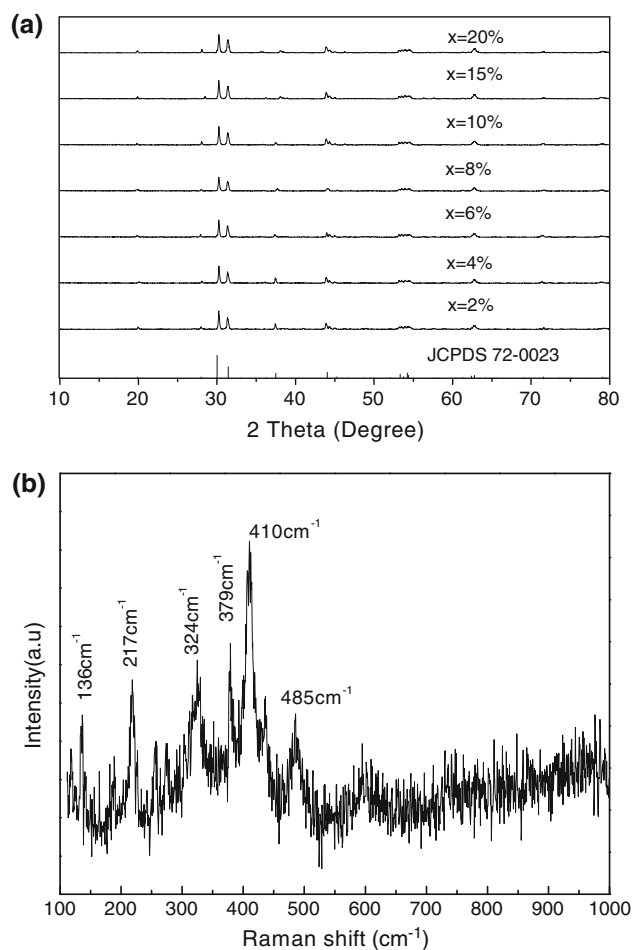 (a)
x=20%
x=15%
x=10%
x=8%
x=6%
x=4%
x=2%
JCPDS 72-0023
10 20 30 40 50 60 70 80
2 Theta (Degree)
(b)
410cm⁻¹
379cm⁻¹
324cm⁻¹
217cm⁻¹
136cm⁻¹
485cm⁻¹
Intensity(a.u)
100 200 300 400 500 600 700 800 900 1000
Raman shift (cm⁻¹)